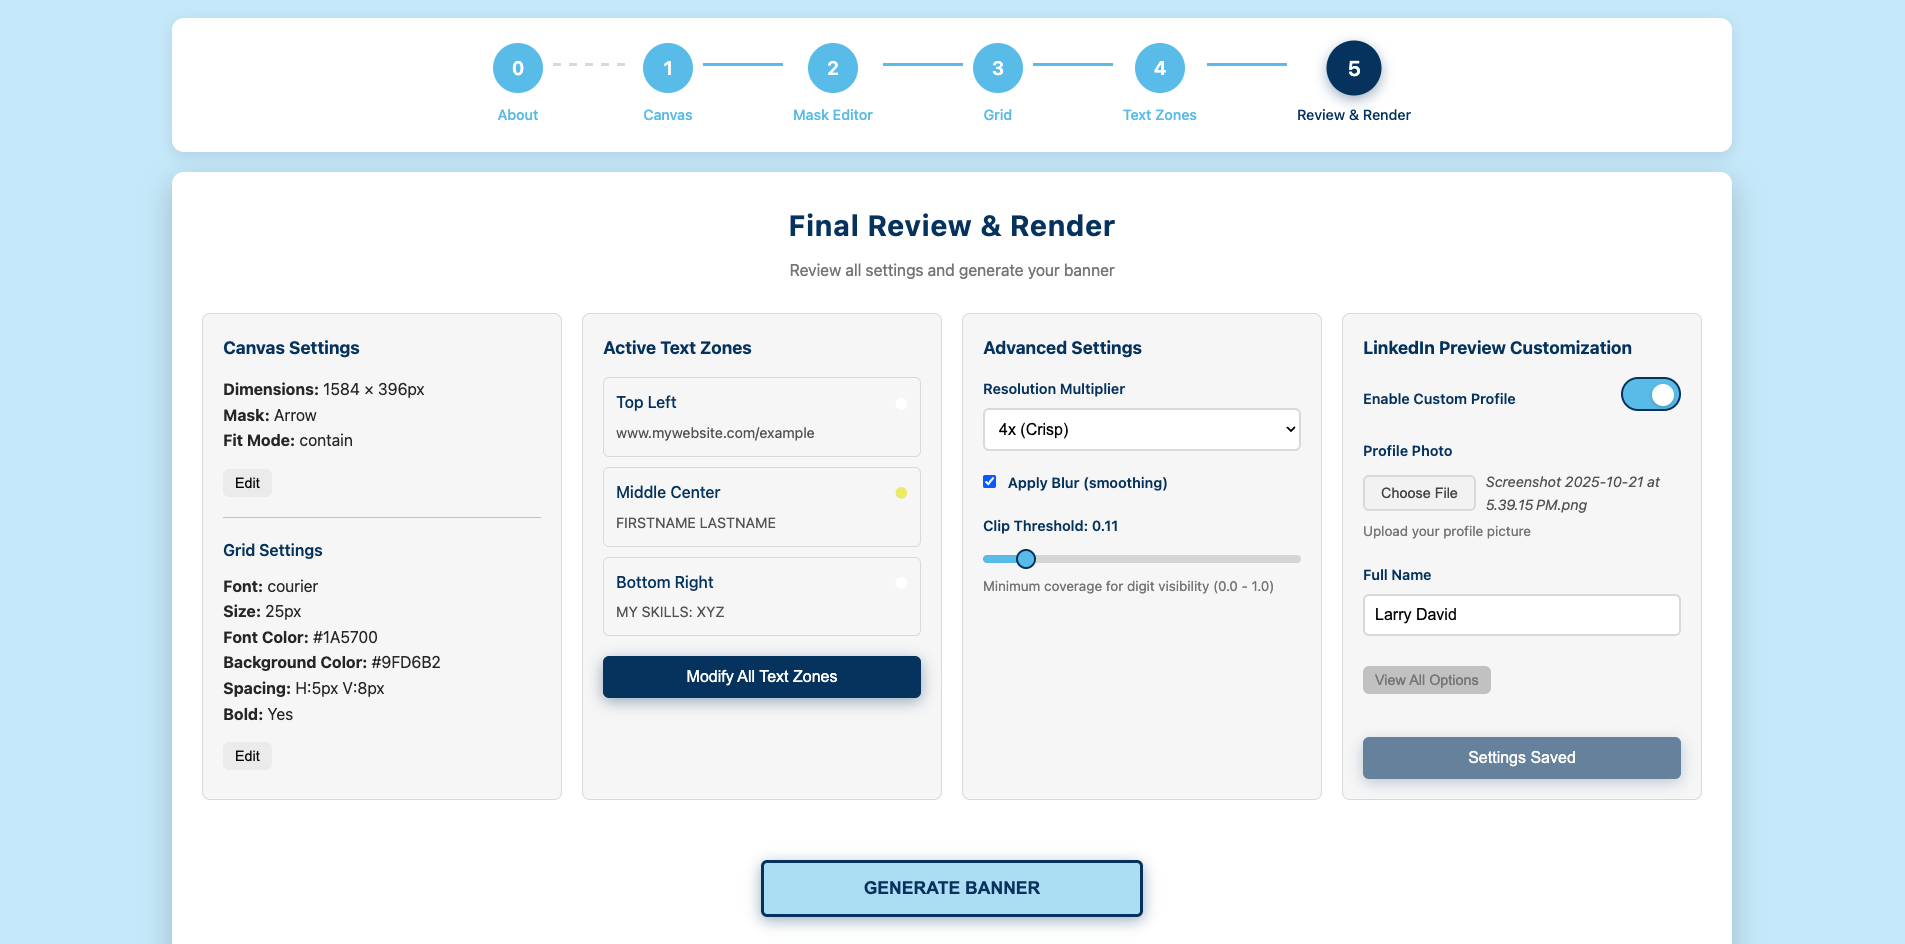 0
About
1
Canvas
2
Mask Editor
3
Grid
4
Text Zones
5
Review & Render
Final Review & Render
Review all settings and generate your banner
Canvas Settings
Dimensions: 1584 × 396px
Mask: Arrow
Fit Mode: contain
Edit
Grid Settings
Font: courier
Size: 25px
Font Color: #1A5700
Background Color: #9FD6B2
Spacing: H:5px V:8px
Bold: Yes
Edit
Active Text Zones
Top Left
www.mywebsite.com/example
Middle Center
FIRSTNAME LASTNAME
Bottom Right
MY SKILLS: XYZ
Modify All Text Zones
Advanced Settings
Resolution Multiplier
4x (Crisp)
Apply Blur (smoothing)
Clip Threshold: 0.11
Minimum coverage for digit visibility (0.0 - 1.0)
LinkedIn Preview Customization
Enable Custom Profile
Profile Photo
Choose File
Screenshot 2025-10-21 at
5.39.15 PM.png
Upload your profile picture
Full Name
Larry David
View All Options
Settings Saved
GENERATE BANNER